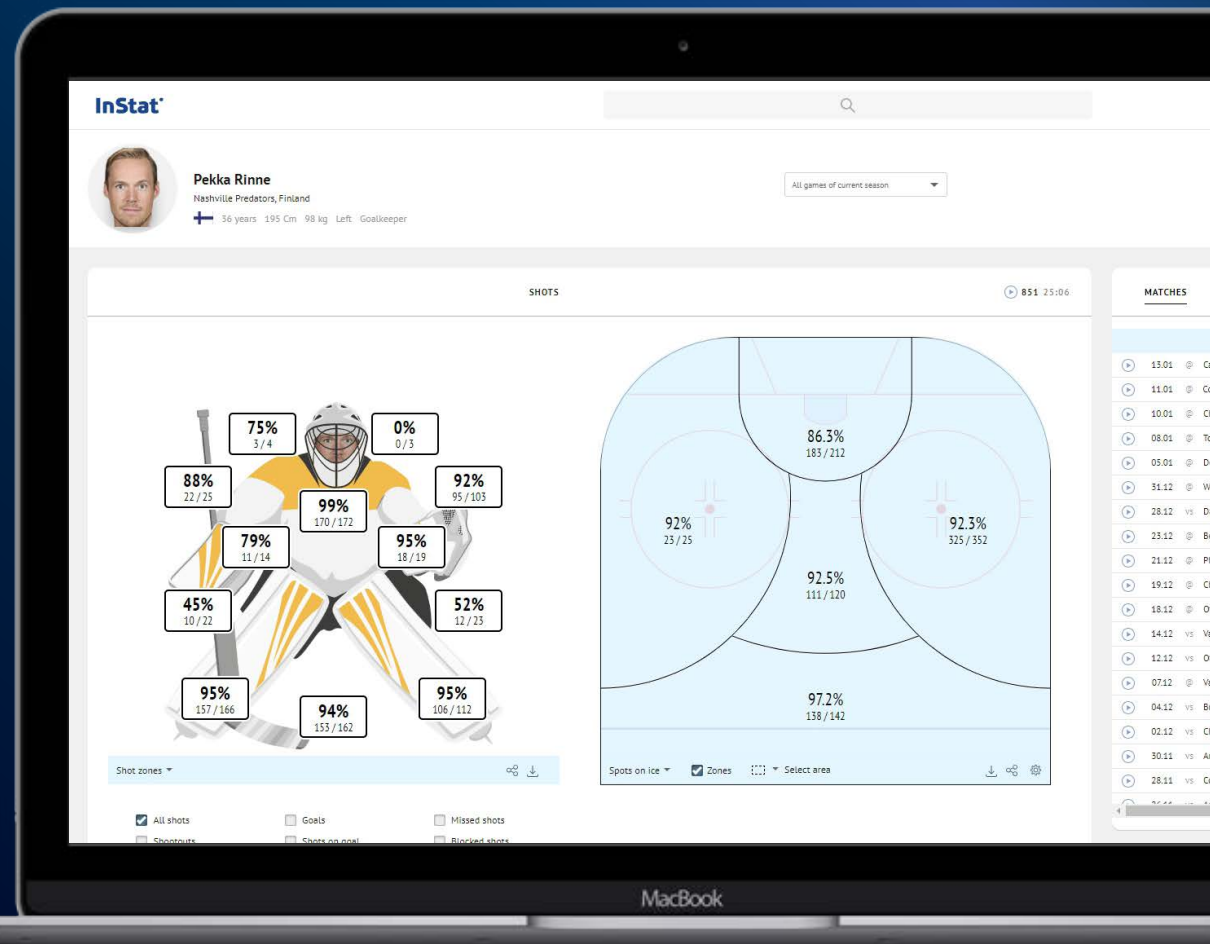 InStat
Pekka Rinne
Nashville Predators, Finland
36 years 195 Cm 98 kg Left Goalkeeper
All games of current season
SHOTS
851 25:06
75%
3 / 4
0%
0 / 3
88%
22 / 25
92%
95 / 103
99%
170 / 172
79%
11 / 14
95%
18 / 19
45%
10 / 22
52%
12 / 23
95%
157 / 166
94%
153 / 162
95%
106 / 112
Shot zones
86.3%
183 / 212
92%
23 / 25
92.3%
325 / 352
92.5%
111 / 120
97.2%
138 / 142
Spots on ice Zones Select area
All shots Goals Missed shots
Shootouts Shots on goal Blocked shots
MATCHES
13.01 @
11.01 @
10.01 @
08.01 @
05.01 @
31.12 @
28.12 vs
23.12 @
21.12 @
19.12 @
18.12 @
14.12 vs
12.12 vs
07.12 @
04.12 vs
02.12 vs
30.11 vs
28.11 vs
MacBook